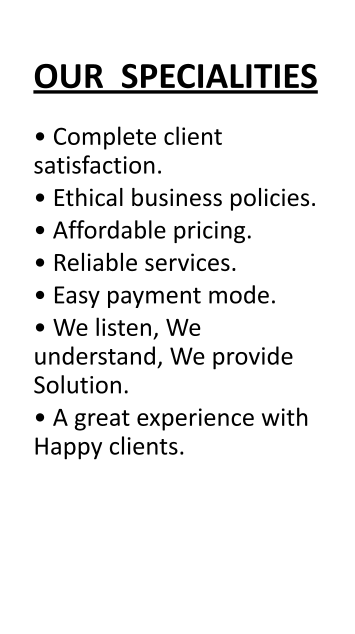 OUR  SPECIALITIES
• Complete client
satisfaction.
• Ethical business policies.
• Affordable pricing.
• Reliable services.
• Easy payment mode.
• We listen, We
understand, We provide
Solution.
• A great experience with
Happy clients.